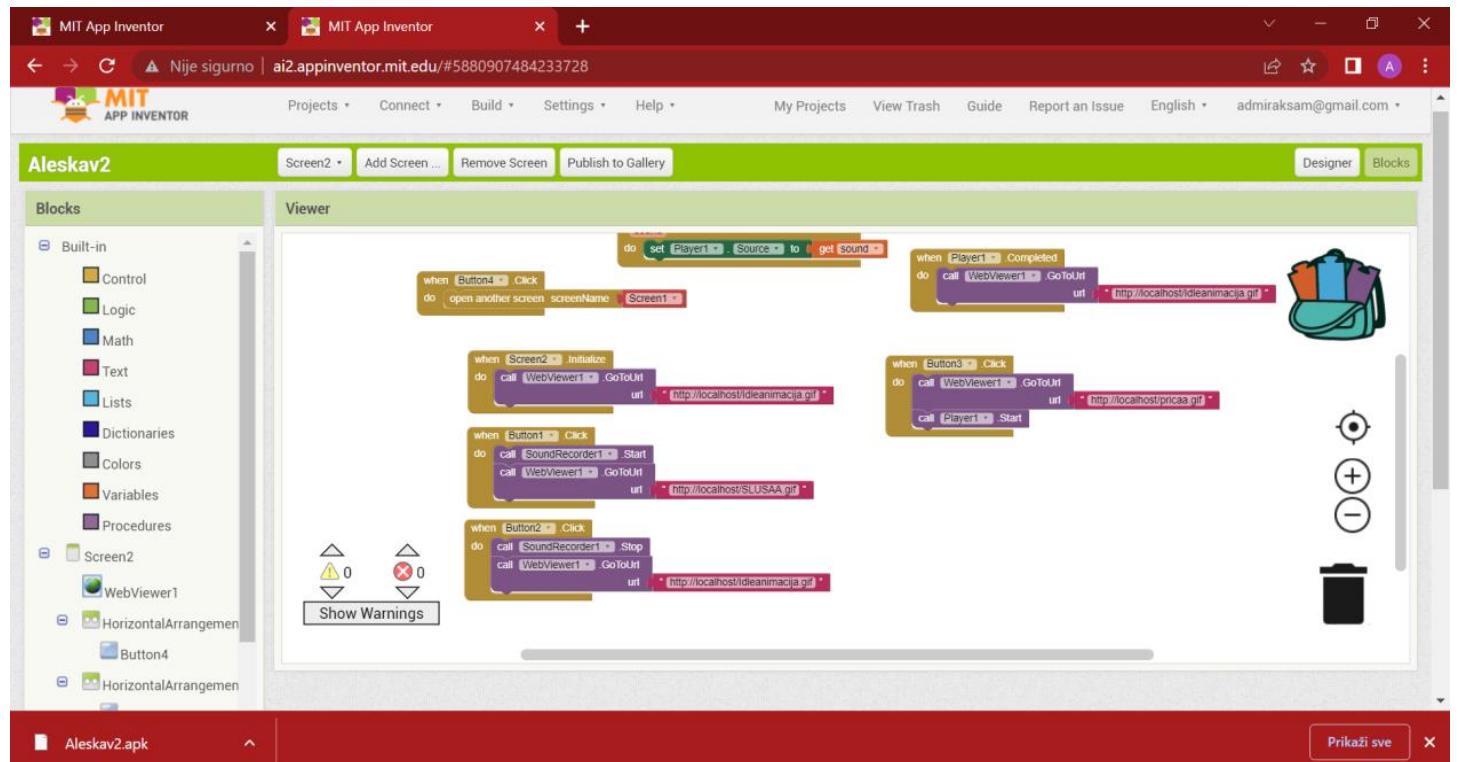 MIT App Inventor
MIT App Inventor
Nije sigurno
ai2.appinventor.mit.edu/#5880907484233728
A
MIT
APP INVENTOR
Projects
Connect
Build
Settings
Help
My Projects
View Trash
Guide
Report an Issue
English
admiraksam@gmail.com
Aleskav2
Screen2
Add Screen ...
Remove Screen
Publish to Gallery
Designer
Blocks
Blocks
Viewer
Built-in
Control
Logic
Math
Text
Lists
Dictionaries
Colors
Variables
Procedures
Screen2
WebViewer1
HorizontalArrangemen
Button4
HorizontalArrangemen
do set Player1 . Source to get sound
when Button4 .Click
do open another screen screenName Screen1
when Player1 .Completed
do call WebViewer1 .GoToUrl
url " http://localhost/Idleanimacija.gif "
when Screen2 .Initialize
do call WebViewer1 .GoToUrl
url " http://localhost/Idleanimacija.gif "
when Button3 .Click
do call WebViewer1 .GoToUrl
url " http://localhost/pricaa.gif "
call Player1 .Start
when Button1 .Click
do call SoundRecorder1 .Start
call WebViewer1 .GoToUrl
url " http://localhost/SLUSAA.gif "
when Button2 .Click
do call SoundRecorder1 .Stop
call WebViewer1 .GoToUrl
url " http://localhost/Idleanimacija.gif "
0
0
Show Warnings
Aleskav2.apk
Prikaži sve